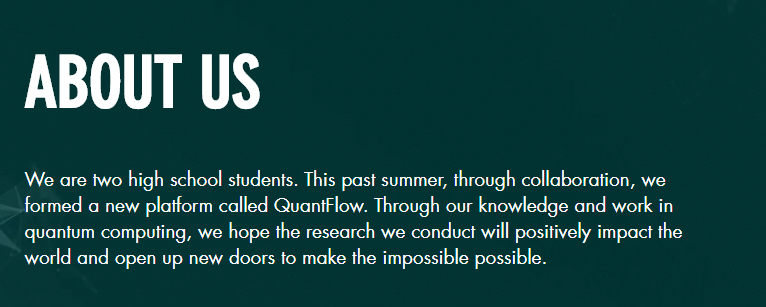 ABOUT US
We are two high school students. This past summer, through collaboration, we
formed a new platform called QuantFlow. Through our knowledge and work in
quantum computing, we hope the research we conduct will positively impact the
world and open up new doors to make the impossible possible.